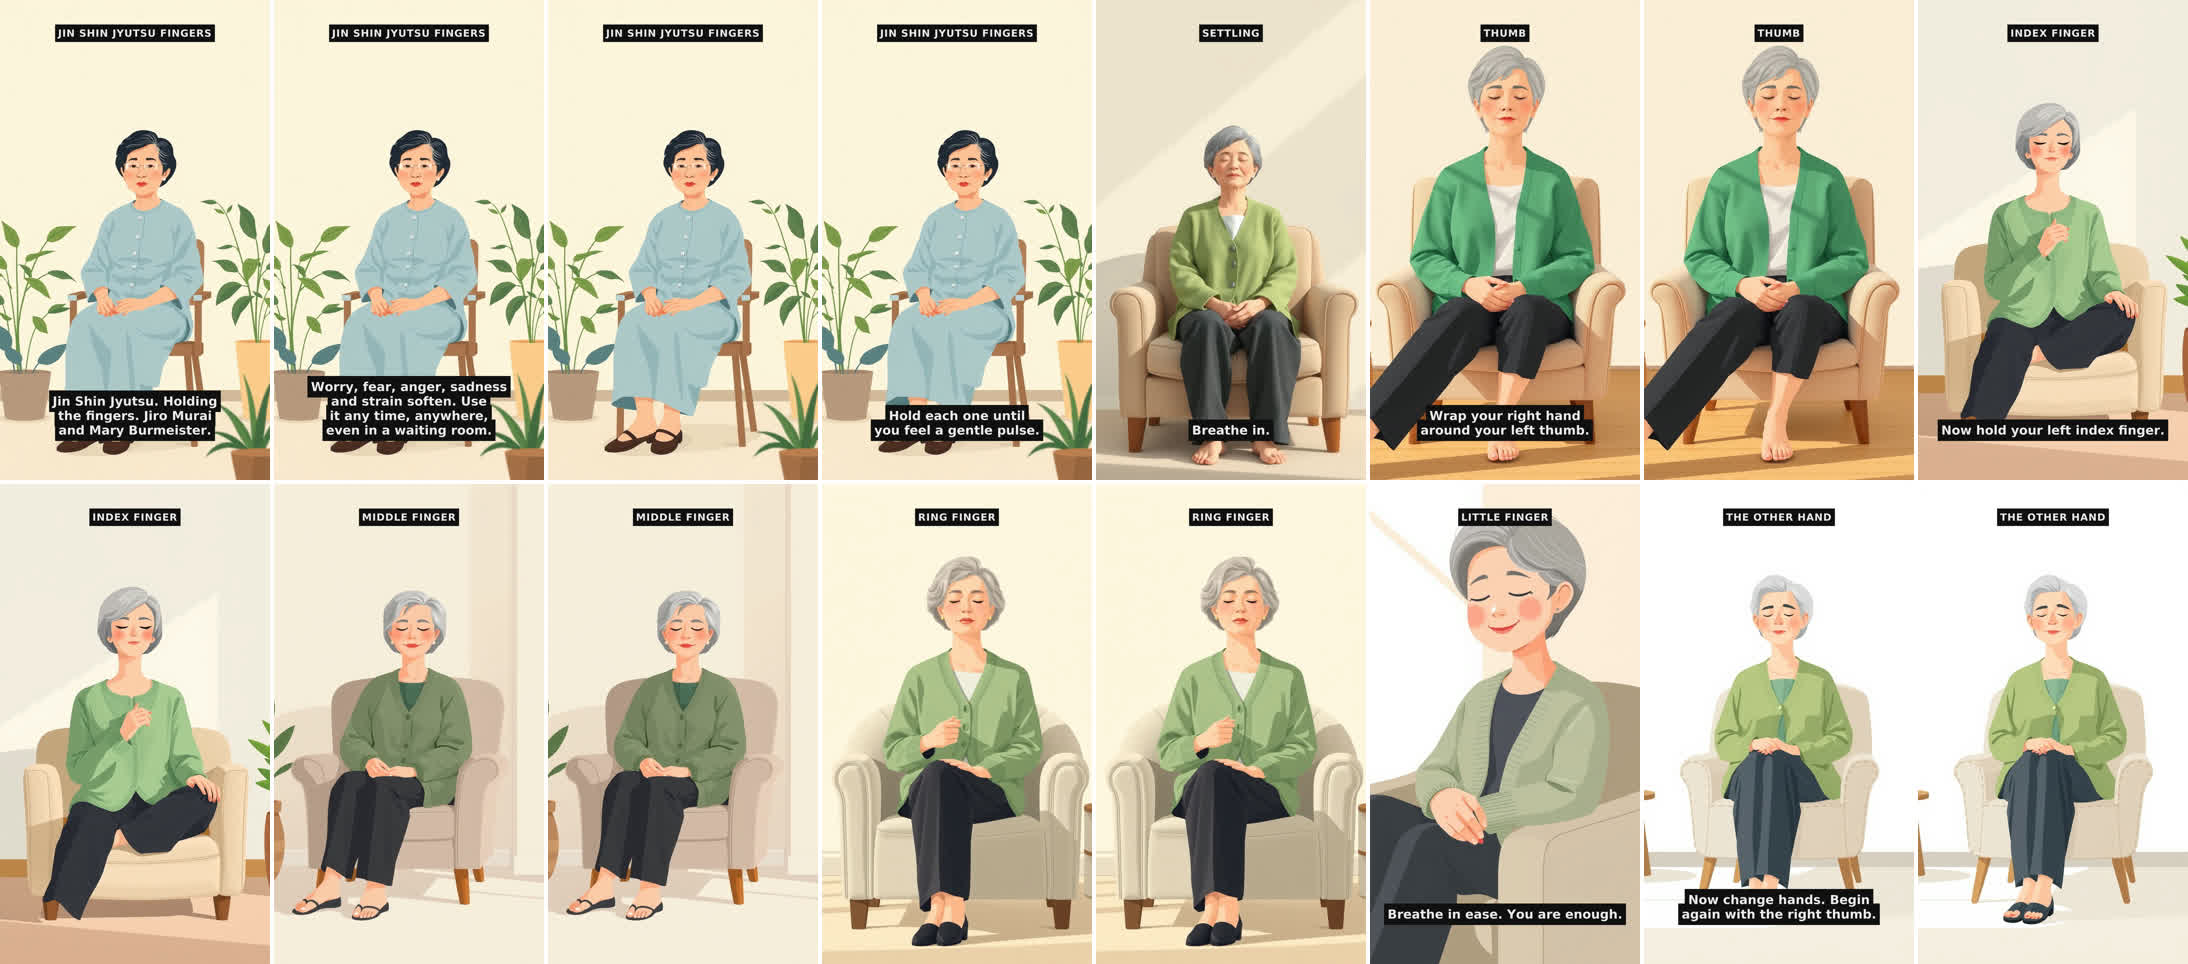 JIN SHIN JYUTSU FINGERS
Jin Shin Jyutsu. Holding
the fingers. Jiro Murai
and Mary Burmeister.
JIN SHIN JYUTSU FINGERS
Worry, fear, anger, sadness
and strain soften. Use
it any time, anywhere,
even in a waiting room.
JIN SHIN JYUTSU FINGERS
JIN SHIN JYUTSU FINGERS
Hold each one until
you feel a gentle pulse.
SETTLING
Breathe in.
THUMB
Wrap your right hand
around your left thumb.
THUMB
INDEX FINGER
Now hold your left index finger.
INDEX FINGER
MIDDLE FINGER
MIDDLE FINGER
RING FINGER
RING FINGER
LITTLE FINGER
Breathe in ease. You are enough.
THE OTHER HAND
Now change hands. Begin
again with the right thumb.
THE OTHER HAND